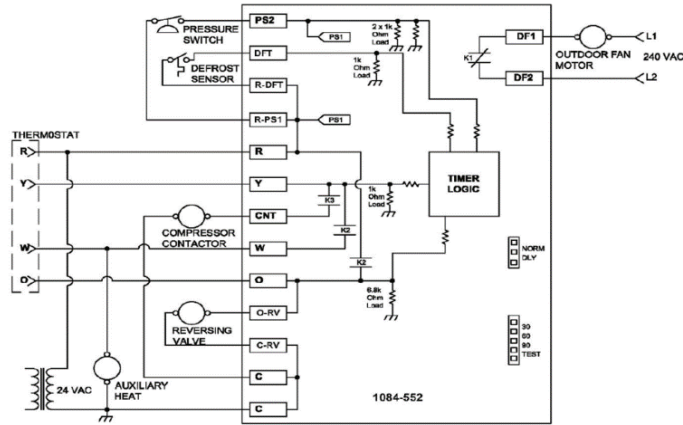 PS2
PRESSURE
SWITCH
PS1
2 x 1k
Ohm
Load
DF1
L1
OUTDOOR FAN
MOTOR
240 VAC
DFT
DEFROST
SENSOR
1k
Ohm
Load
K1
DF2
L2
R-DFT
R-PS1
PS1
THERMOSTAT
R
R
Y
Y
TIMER
LOGIC
K3
1k
Ohm
Load
CNT
COMPRESSOR
CONTACTOR
K2
W
W
K2
NORM
DLY
O
O
6.8k
Ohm
Load
O-RV
REVERSING
VALVE
C-RV
30
60
90
TEST
24 VAC
AUXILIARY
HEAT
C
C
1084-552